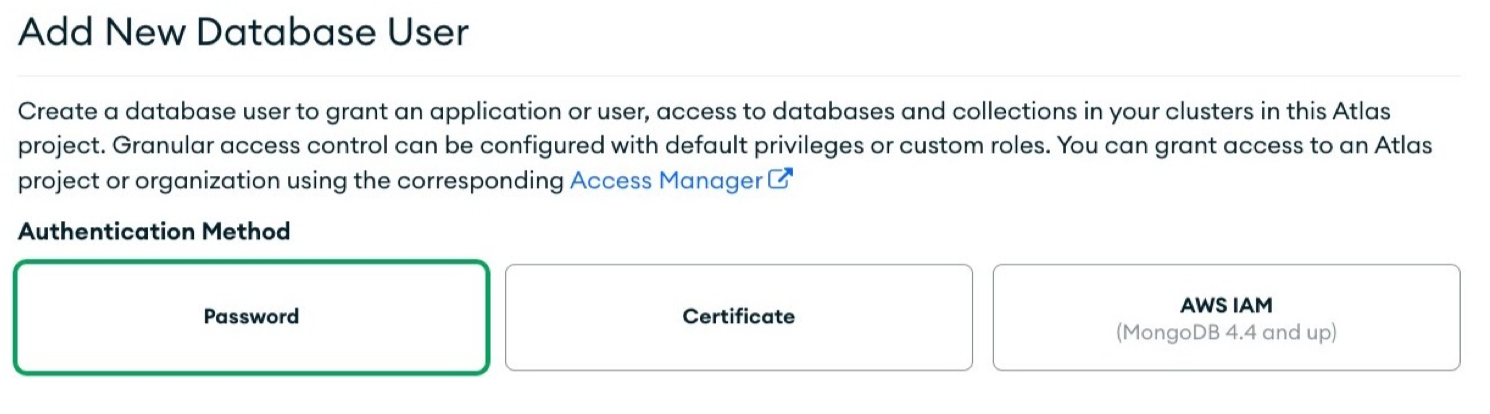 Add New Database User
Create a database user to grant an application or user, access to databases and collections in your clusters in this Atlas
project. Granular access control can be configured with default privileges or custom roles. You can grant access to an Atlas
project or organization using the corresponding Access Manager
Authentication Method
Password
Certificate
AWS IAM
(MongoDB 4.4 and up)